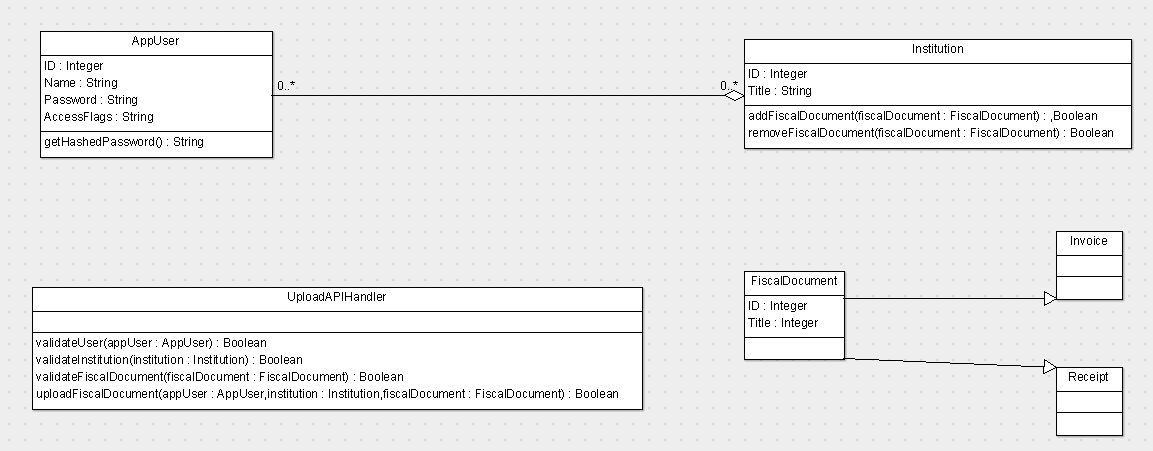 AppUser
ID : Integer
Name : String
Password : String
AccessFlags : String
getHashedPassword() : String
0..*
0..*
Institution
ID : Integer
Title : String
addFiscalDocument(fiscalDocument : FiscalDocument) : ,Boolean
removeFiscalDocument(fiscalDocument : FiscalDocument) : Boolean
UploadAPIHandler
validateUser(appUser : AppUser) : Boolean
validateInstitution(institution : Institution) : Boolean
validateFiscalDocument(fiscalDocument : FiscalDocument) : Boolean
uploadFiscalDocument(appUser : AppUser,institution : Institution,fiscalDocument : FiscalDocument) : Boolean
FiscalDocument
ID : Integer
Title : Integer
Invoice
Receipt